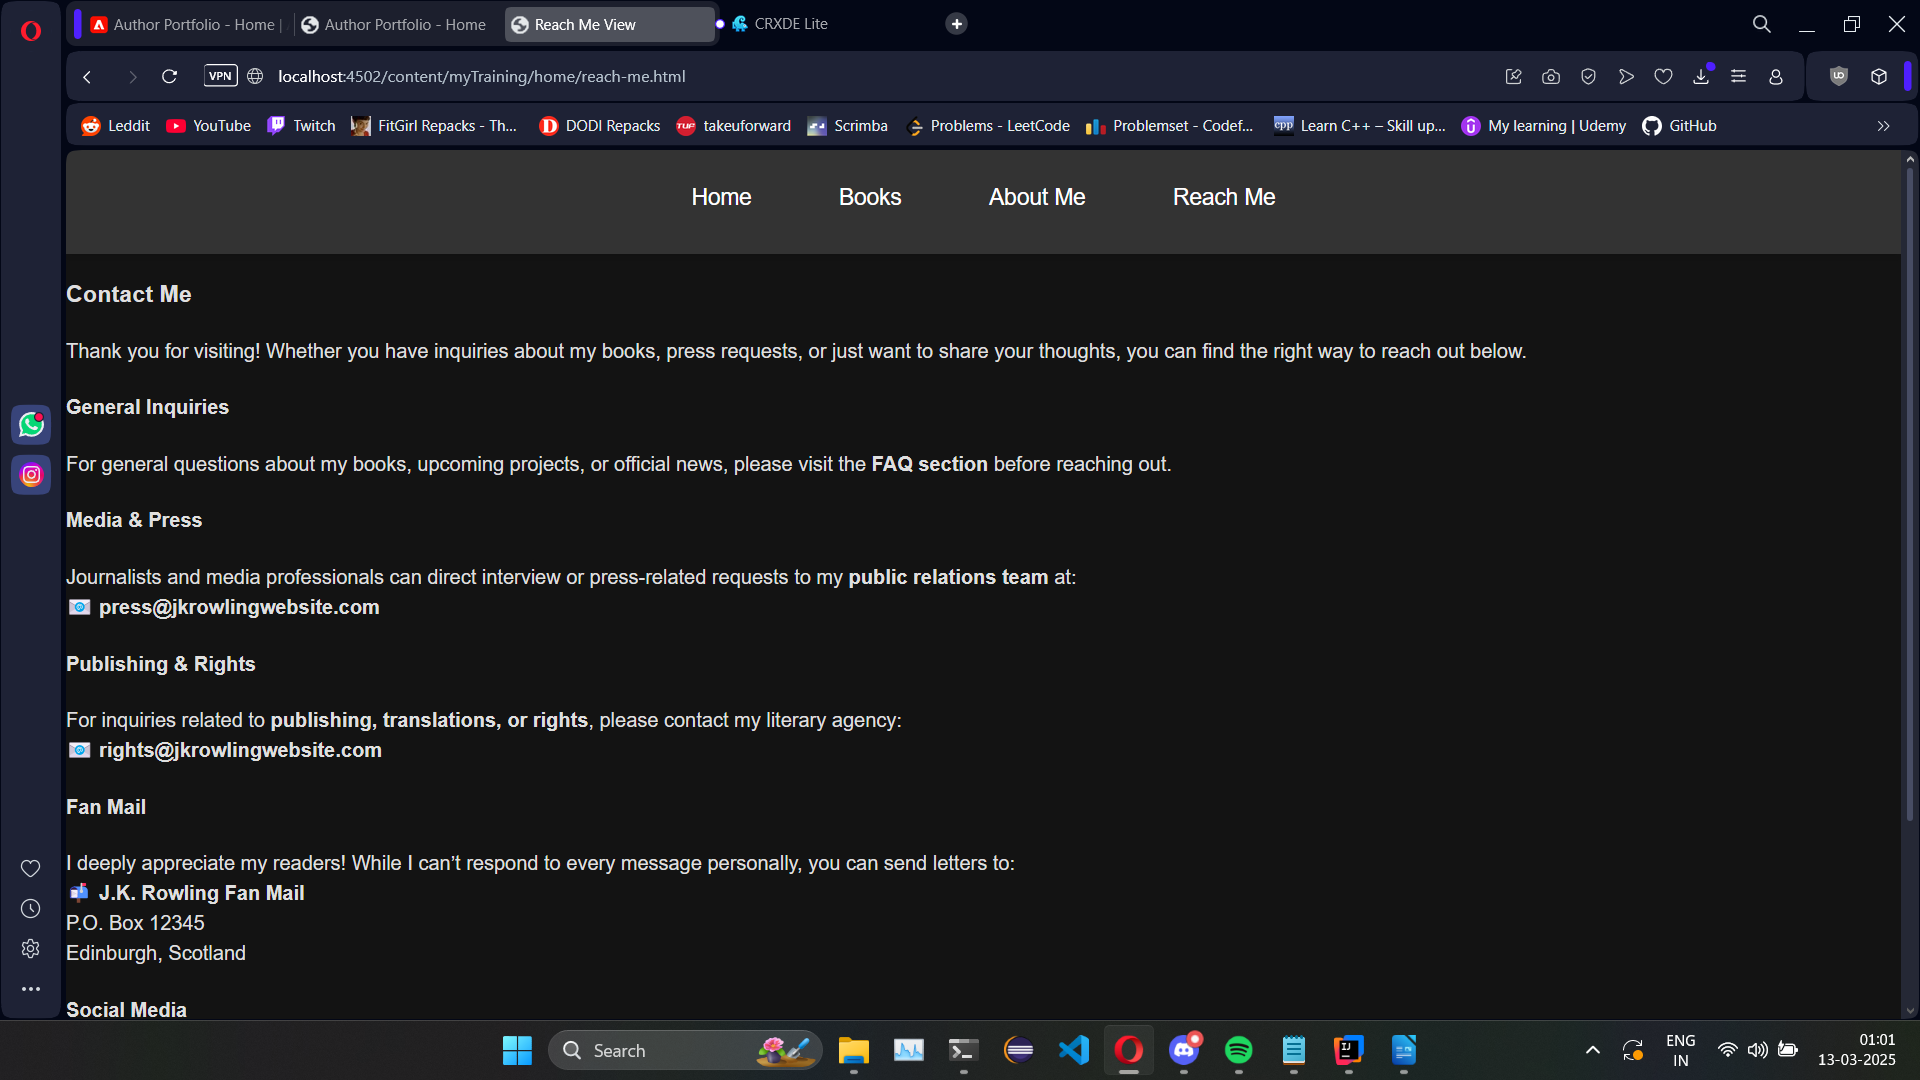 Author Portfolio - Home
Author Portfolio - Home
Reach Me View
CRXDE Lite
VPN
localhost:4502/content/myTraining/home/reach-me.html
Leddit
YouTube
Twitch
FitGirl Repacks - Th...
DODI Repacks
TUF
takeuforward
Scrimba
Problems - LeetCode
Problemset - Codef...
cpp
Learn C++ – Skill up...
My learning | Udemy
GitHub
Home
Books
About Me
Reach Me
Contact Me
Thank you for visiting! Whether you have inquiries about my books, press requests, or just want to share your thoughts, you can find the right way to reach out below.
General Inquiries
For general questions about my books, upcoming projects, or official news, please visit the FAQ section before reaching out.
Media & Press
Journalists and media professionals can direct interview or press-related requests to my public relations team at:
📧 press@jkrowlingwebsite.com
Publishing & Rights
For inquiries related to publishing, translations, or rights, please contact my literary agency:
📧 rights@jkrowlingwebsite.com
Fan Mail
I deeply appreciate my readers! While I can’t respond to every message personally, you can send letters to:
📬 J.K. Rowling Fan Mail
P.O. Box 12345
Edinburgh, Scotland
Social Media
Search
ENG
IN
01:01
13-03-2025